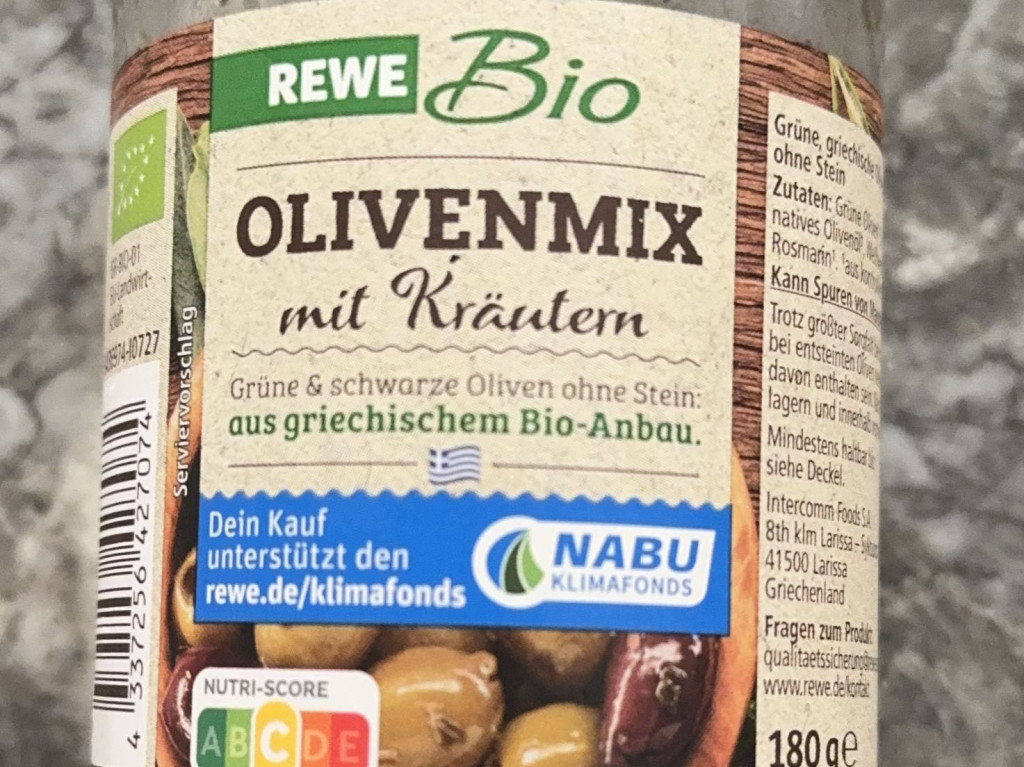 REWE Bio
OLIVENMIX
mit Kräutern
Grüne & schwarze Oliven ohne Stein:
aus griechischem Bio-Anbau.
Dein Kauf
unterstützt den
rewe.de/klimafonds
NABU
KLIMAFONDS
NUTRI-SCORE
A B C D E
Serviervorschlag
4 337256 427074
Grüne, griechische
ohne Stein
Zutaten: Grüne
natives Olivenöl
Rosmarin¹. ¹aus
Kann Spuren von
Trotz größter
bei entsteinten Oliven
davon enthalten sein.
lagern und
Mindestens haltbar
siehe Deckel.
Intercomm Foods S.A.
8th klm Larissa –
41500 Larissa
Griechenland
Fragen zum Produkt
www.rewe.de/kontakt
180 g e